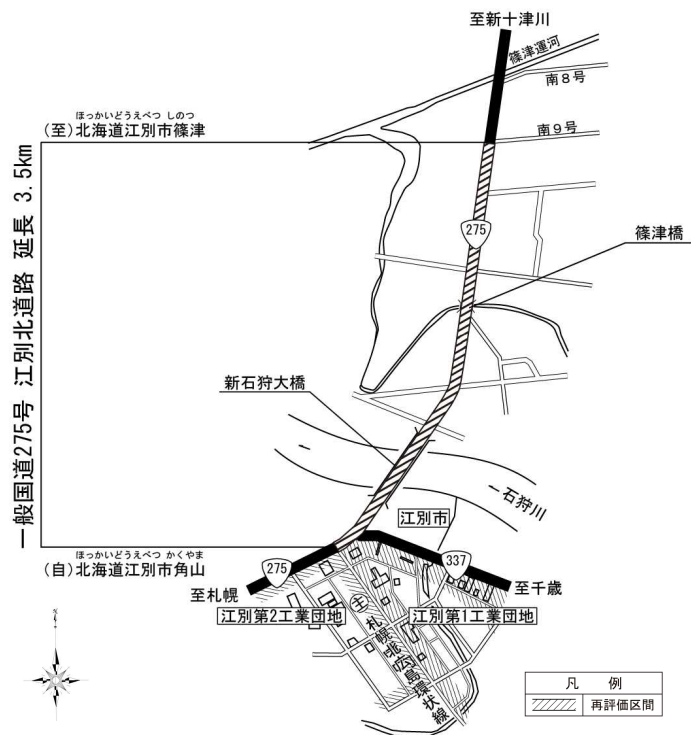 至新十津川
篠津運河
南8号
ほっかいどうえべつ しのつ
(至)北海道江別市篠津
南9号
一般国道275号 江別北道路 延長 3.5km
275
篠津橋
新石狩大橋
←石狩川
江別市
ほっかいどうえべつ かくやま
(自)北海道江別市角山
275
337
至札幌
至千歳
江別第2工業団地
江別第1工業団地
主
札幌北広島環状線
凡 例
再評価区間